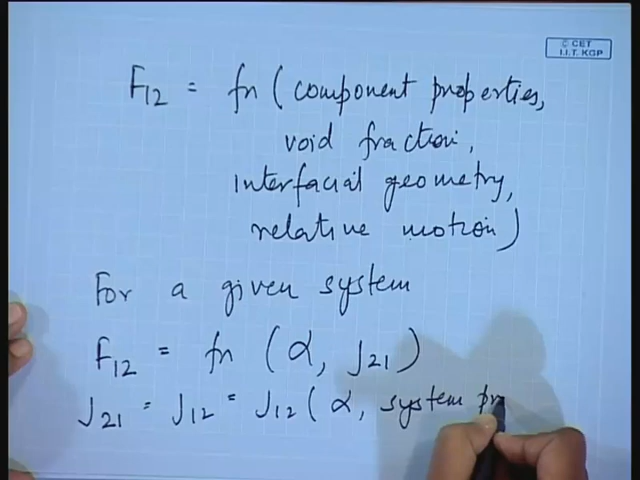 © CET
I.I.T. KGP
F12 = fn ( component properties,
void fraction,
interfacial geometry,
relative motion )
For a given system
F12 = fn ( α, J21 )
J21 = J12 = J12 ( α, system pr